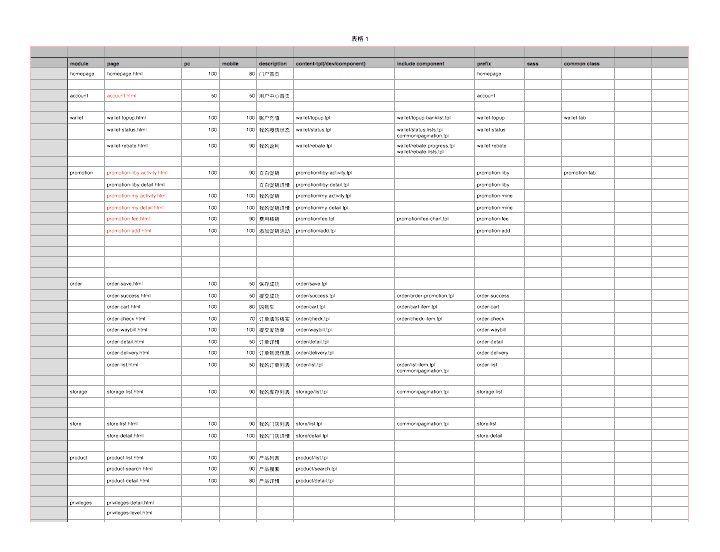 表格 1
module page pc mobile description content-tpl(/dev/component) include component prefix sass common class
homepage homepage.html 100 80 门户首页 homepage
account account.html 50 50 用户中心首页 account
wallet wallet-topup.html 100 100 账户充值 wallet/topup.tpl wallet/topup-banklist.tpl wallet-topup wallet-tab
wallet-status.html 100 100 wallet/status.tpl wallet/status-lists.tpl wallet-status
common/pagination.tpl
wallet-rebate.html 100 90 我的返利 wallet/rebate.tpl wallet/rebate-progress.tpl wallet-rebate
wallet/rebate-lists.tpl
promotion promotion-liby-activity.html 100 90 立白促销 promotion/liby-activity.tpl promotion-liby promotion-tab
promotion-liby-detail.html 立白促销详情 promotion/liby-detail.tpl promotion-liby
promotion-my-activity.html 100 100 我的促销 promotion/my-activity.tpl promotion-mine
promotion-my-detail.html 100 100 我的促销详情 promotion/my-detail.tpl promotion-mine
promotion-fee.html 100 90 费用核销 promotion/fee.tpl promotion/fee-chart.tpl promotion-fee
promotion-add.html 100 100 添加促销活动 promotion/add.tpl promotion-add
order order-save.html 100 50 保存成功 order/save.tpl
order-success.html 100 50 提交成功 order/success.tpl order/order-promotion.tpl order-success
order-cart.html 100 80 购物车 order/cart.tpl order/cart-item.tpl order-cart
order-check.html 100 70 订单填写核实 order/check.tpl order/check-item.tpl order-check
order-waybill.html 100 100 提交发货单 order/waybill.tpl order-waybill
order-detail.html 100 50 订单详情 order/detail.tpl order-detail
order-delivery.html 100 100 订单物流信息 order/delivery.tpl order-delivery
order-list.html 100 50 我的订单列表 order/list.tpl order/list-item.tpl order-list
common/pagination.tpl
storage storage-list.html 100 90 我的库存列表 storage/list.tpl common/pagination.tpl storage-list
store store-list.html 100 90 我的门店列表 store/list.tpl common/pagination.tpl store-list
store-detail.html 100 100 我的门店详情 store/detail.tpl store-detail
product product-list.html 100 90 产品列表 product/list.tpl
product-search.html 100 90 产品搜索 product/search.tpl
product-detail.html 100 80 产品详情 product/detail.tpl
privileges privileges-detail.html
privileges-level.html